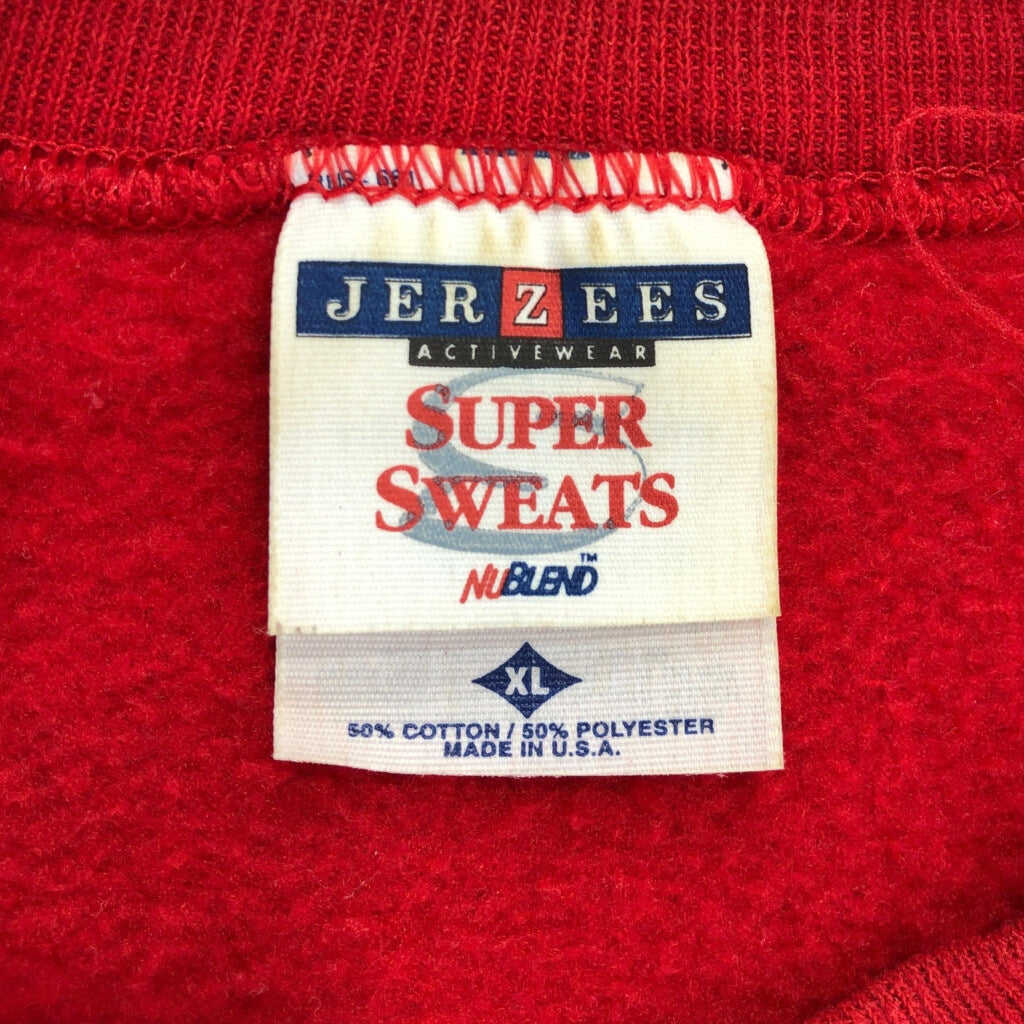 JERZEES
ACTIVEWEAR
SUPER
SWEATS
NUBLEND™
XL
50% COTTON / 50% POLYESTER
MADE IN U.S.A.